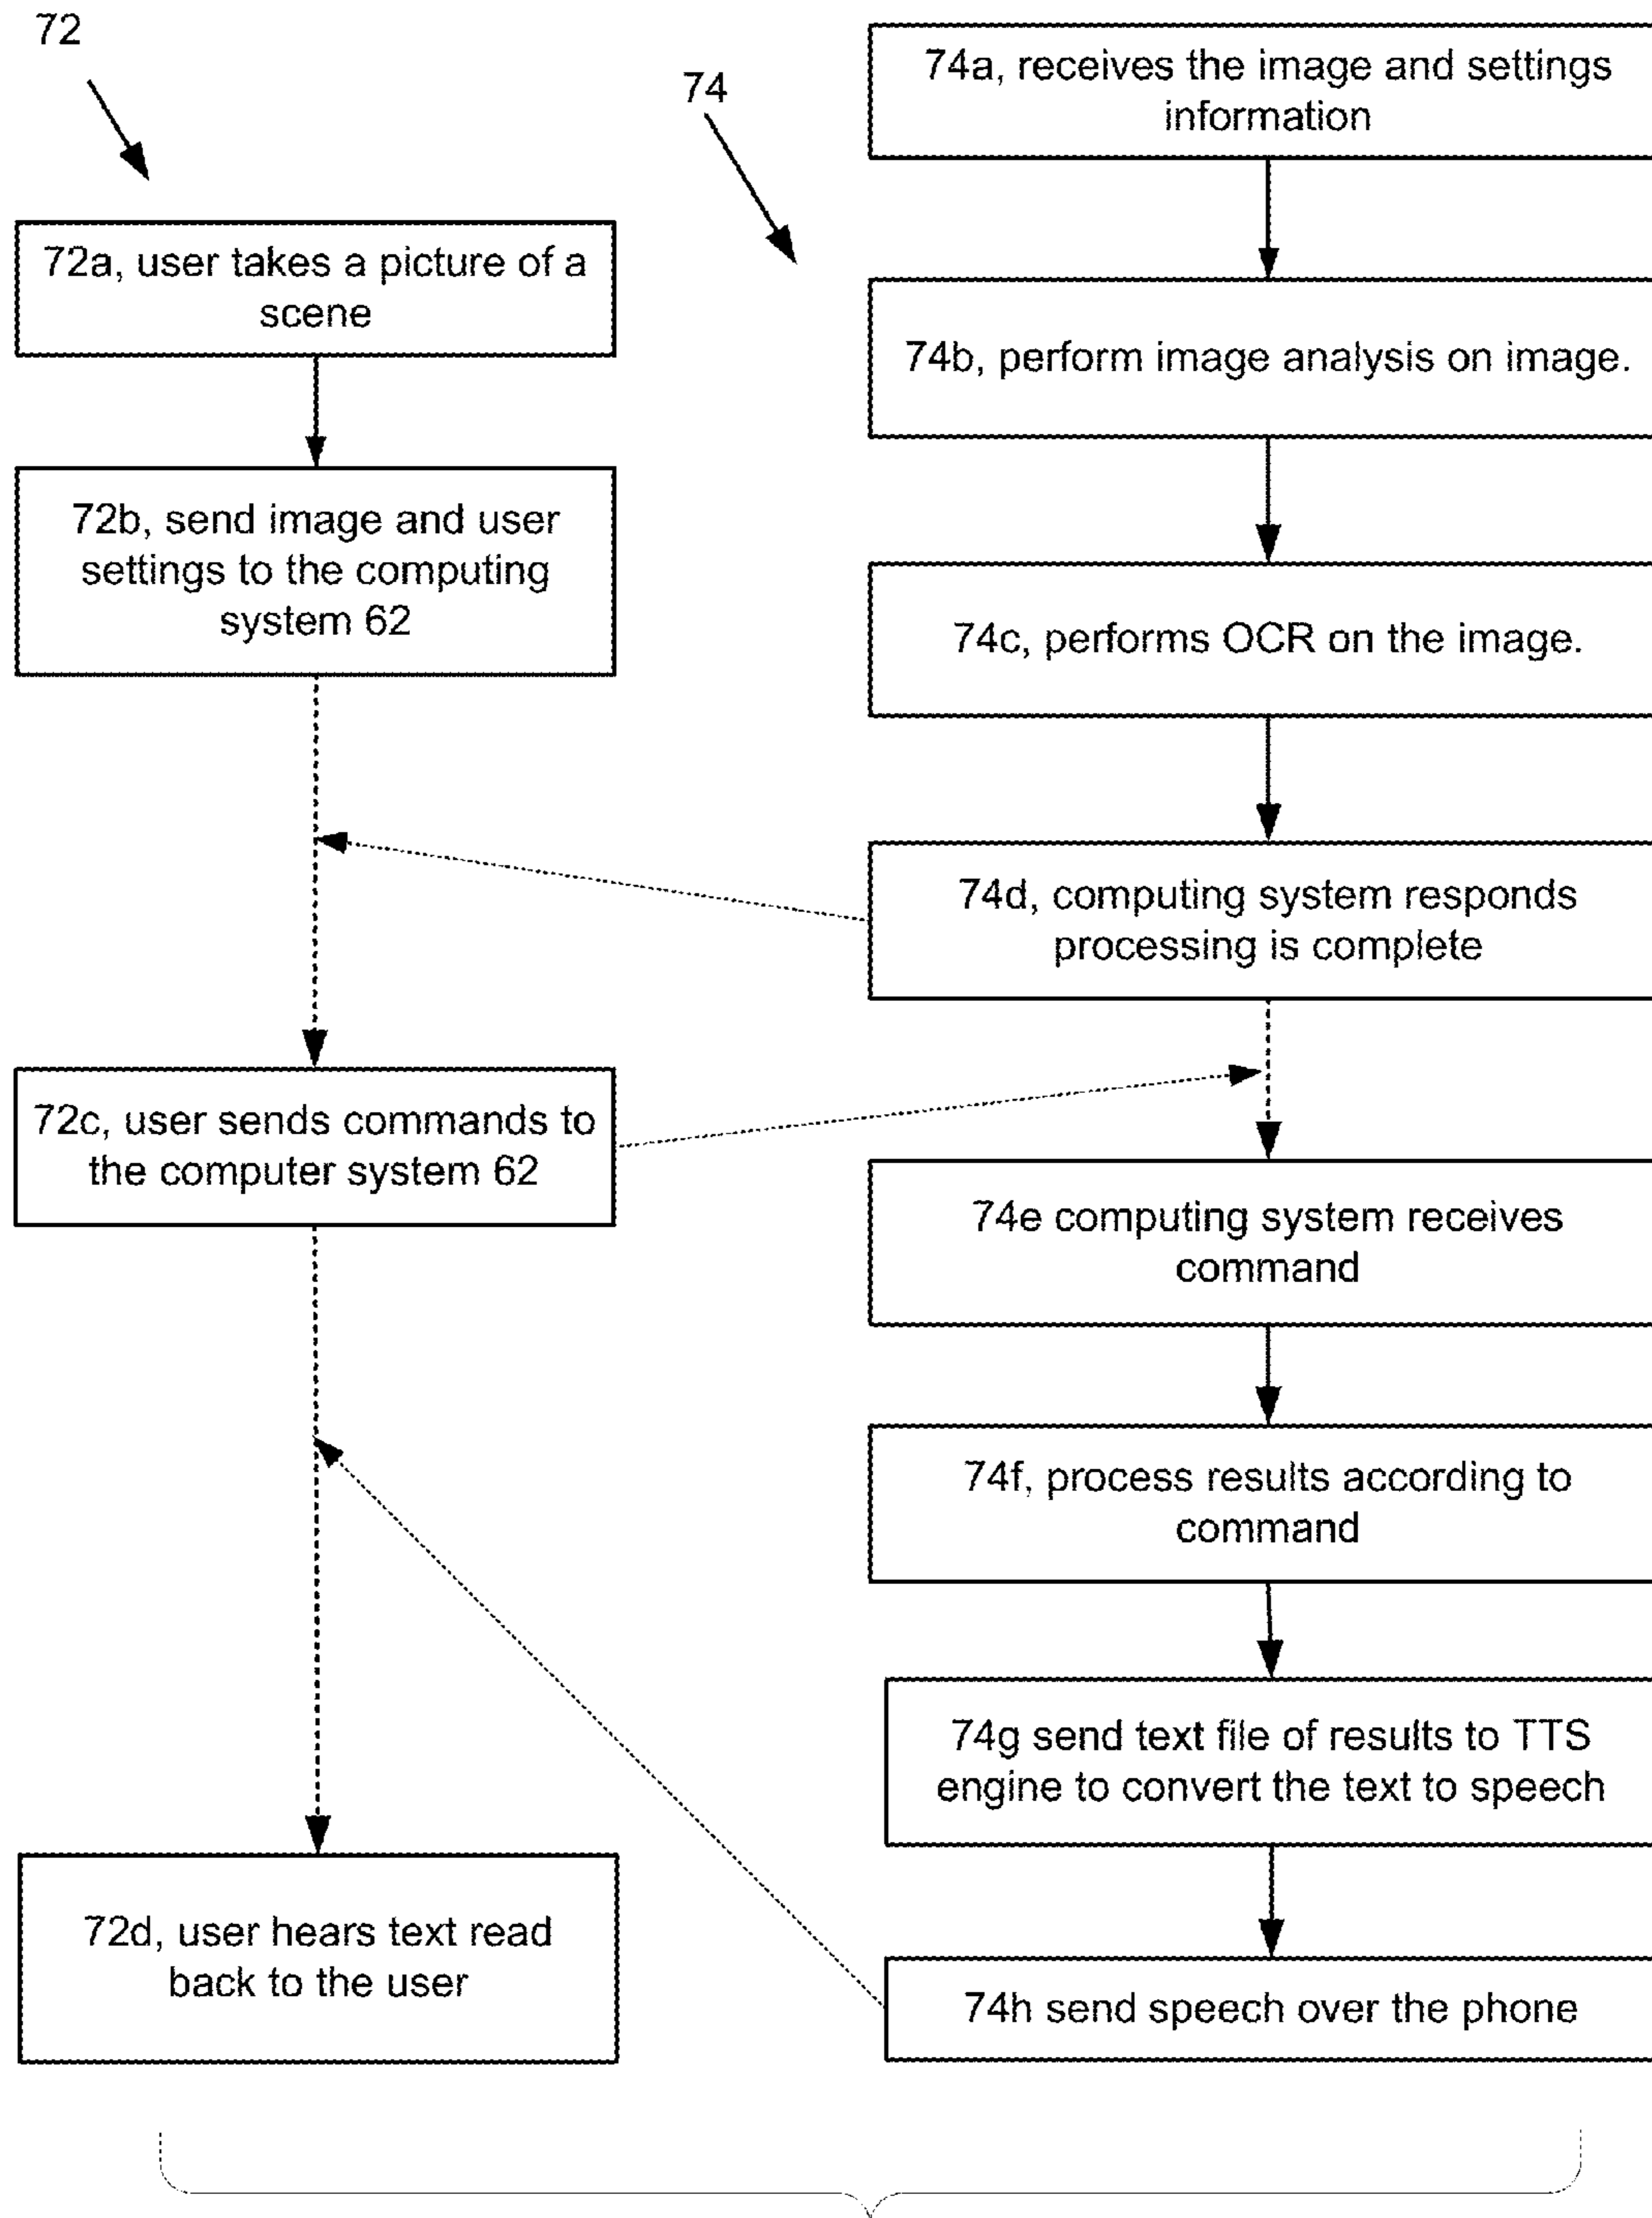 72
72a, user takes a picture of a
scene
72b, send image and user
settings to the computing
system 62
72c, user sends commands to
the computer system 62
72d, user hears text read
back to the user
74
74a, receives the image and settings
information
74b, perform image analysis on image.
74c, performs OCR on the image.
74d, computing system responds
processing is complete
74e computing system receives
command
74f, process results according to
command
74g send text file of results to TTS
engine to convert the text to speech
74h send speech over the phone